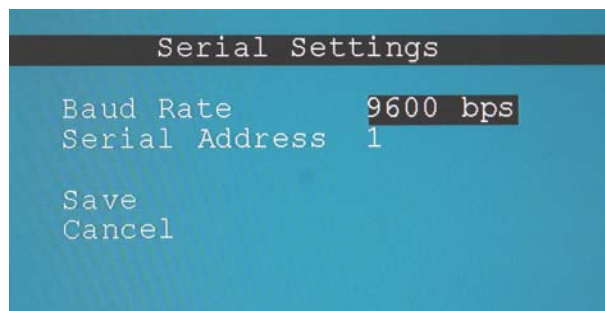 Serial Settings
Baud Rate 9600 bps
Serial Address 1
Save
Cancel